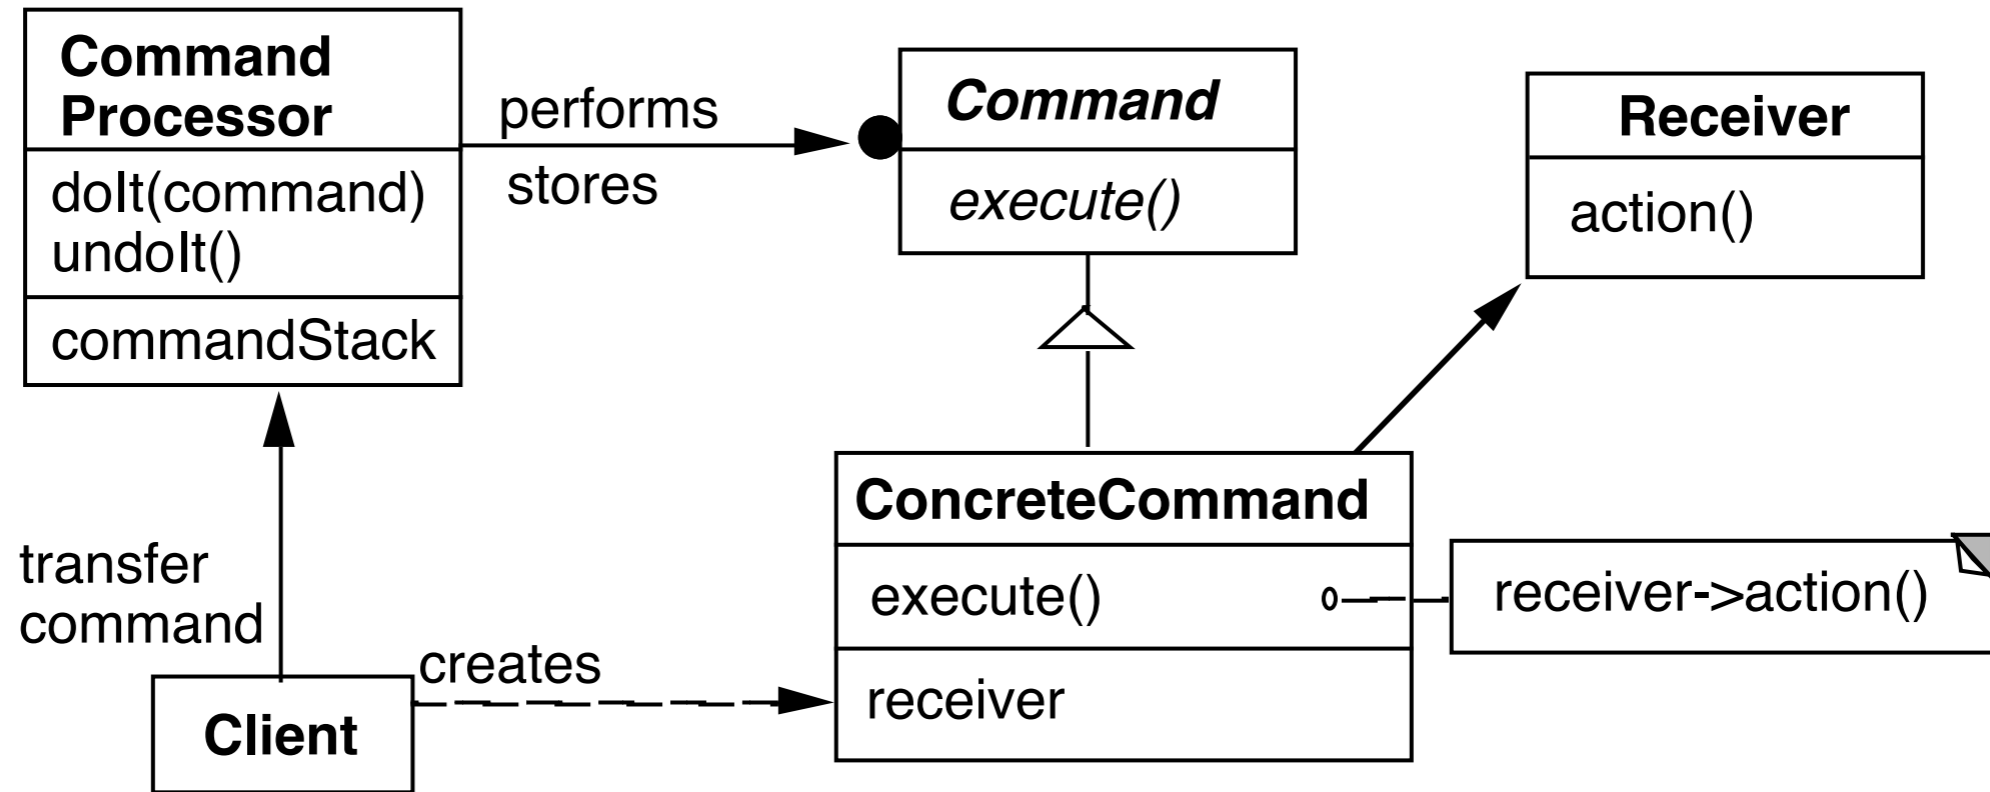 Command
Processor
doIt(command)
undoIt()
commandStack
performs
stores
Command
execute()
Receiver
action()
transfer
command
Client
creates
ConcreteCommand
execute()
receiver
receiver->action()